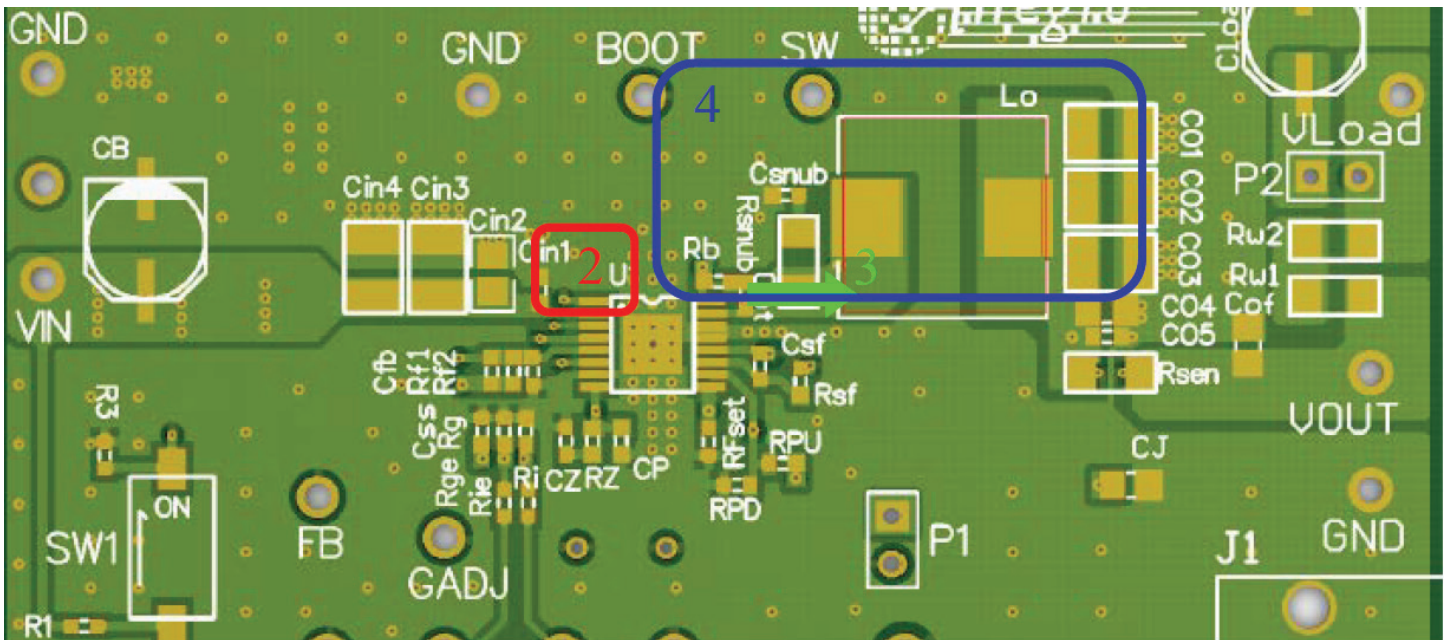 GND
GND
BOOT
SW
Lo
4
CB
Cin4
Cin3
Cin2
Cin1
2
U
Csnub
Rsnub
Rb
3
CO1
CO2
CO3
CO4
CO5
VLoad
P2
Rw2
Rw1
Cof
VIN
Cfb
Rf1
Rf2
Csf
Rsf
Rsen
R3
Css
Rg
Rge
Rie
Ri
CZ
RZ
CP
RFset
RPU
RPD
CJ
VOUT
GND
ON
SW1
FB
GADJ
P1
J1
R1